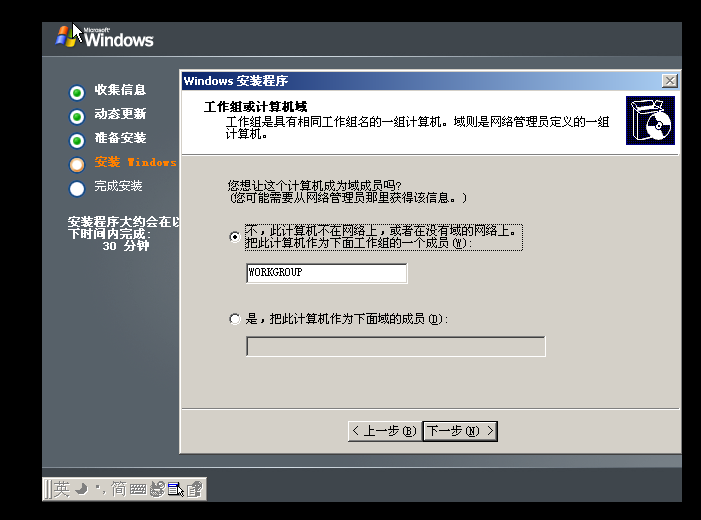 Microsoft
Windows
收集信息
动态更新
准备安装
安装 Windows
完成安装
安装程序大约会在以
下时间内完成:
30 分钟
Windows 安装程序
工作组或计算机域
工作组是具有相同工作组名的一组计算机。域则是网络管理员定义的一组
计算机。
您想让这个计算机成为域成员吗?
(您可能需要从网络管理员那里获得该信息。)
不，此计算机不在网络上，或者在没有域的网络上。
把此计算机作为下面工作组的一个成员(W):
WORKGROUP
是，把此计算机作为下面域的成员(D):
< 上一步(B)
下一步(N) >
英 简